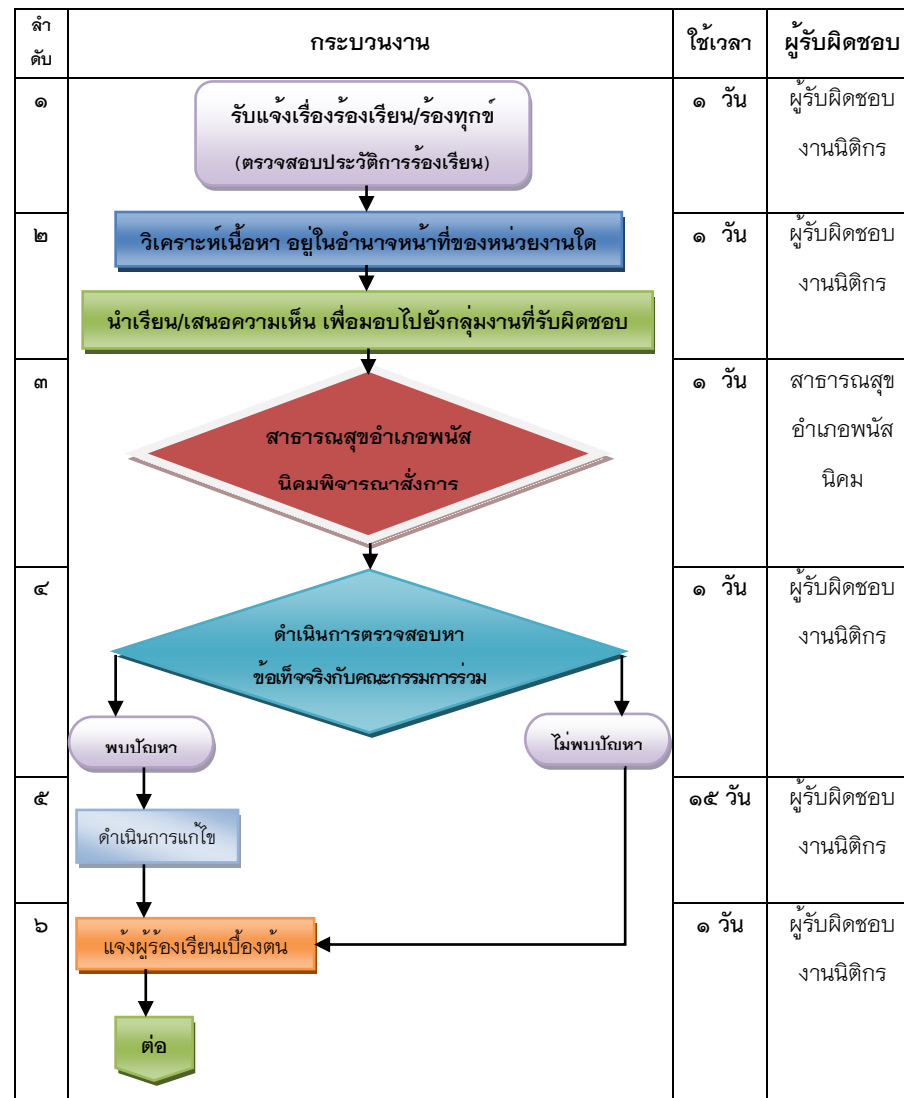 ลำ
ดับ
กระบวนงาน
ใช้เวลา
ผู้รับผิดชอบ
๑
รับแจ้งเรื่องร้องเรียน/ร้องทุกข์
(ตรวจสอบประวัติการร้องเรียน)
๑ วัน
ผู้รับผิดชอบ
งานนิติกร
๒
วิเคราะห์เนื้อหา อยู่ในอำนาจหน้าที่ของหน่วยงานใด
นำเรียน/เสนอความเห็น เพื่อมอบไปยังกลุ่มงานที่รับผิดชอบ
๑ วัน
ผู้รับผิดชอบ
งานนิติกร
๓
สาธารณสุขอำเภอพนัส
นิคมพิจารณาสั่งการ
๑ วัน
สาธารณสุข
อำเภอพนัส
นิคม
๔
ดำเนินการตรวจสอบหา
ข้อเท็จจริงกับคณะกรรมการร่วม
พบปัญหา
ไม่พบปัญหา
๑ วัน
ผู้รับผิดชอบ
งานนิติกร
๕
ดำเนินการแก้ไข
๑๕ วัน
ผู้รับผิดชอบ
งานนิติกร
๖
แจ้งผู้ร้องเรียนเบื้องต้น
ต่อ
๑ วัน
ผู้รับผิดชอบ
งานนิติกร